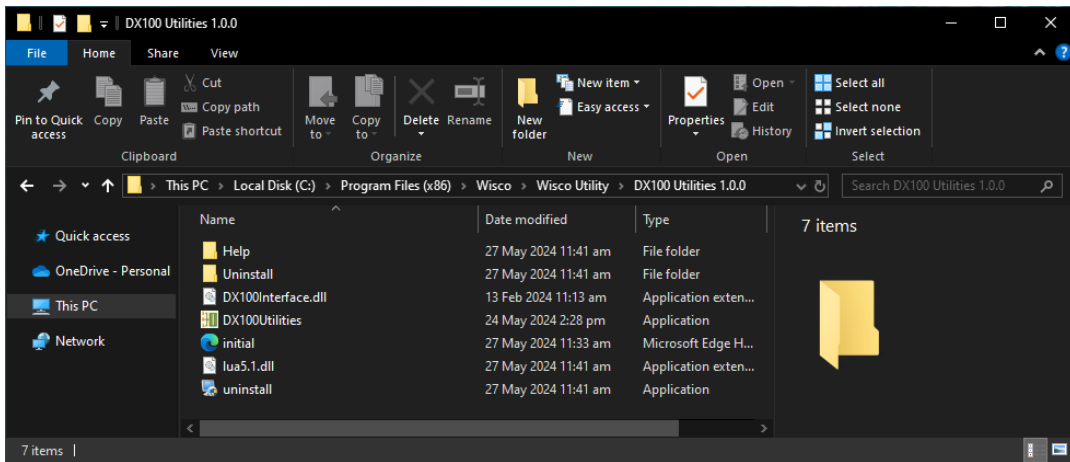 DX100 Utilities 1.0.0
File Home Share View
Pin to Quick access
Copy
Paste
Cut
Copy path
Paste shortcut
Clipboard
Move to
Copy to
Delete
Rename
Organize
New folder
New item
Easy access
New
Properties
Open
Edit
History
Open
Select all
Select none
Invert selection
Select
This PC > Local Disk (C:) > Program Files (x86) > Wisco > Wisco Utility > DX100 Utilities 1.0.0
Search DX100 Utilities 1.0.0
Quick access
OneDrive - Personal
This PC
Network
Name Date modified Type
Help 27 May 2024 11:41 am File folder
Uninstall 27 May 2024 11:41 am File folder
DX100Interface.dll 13 Feb 2024 11:13 am Application exten...
DX100Utilities 24 May 2024 2:28 pm Application
initial 27 May 2024 11:33 am Microsoft Edge H...
lua5.1.dll 27 May 2024 11:41 am Application exten...
uninstall 27 May 2024 11:41 am Application
7 items
7 items